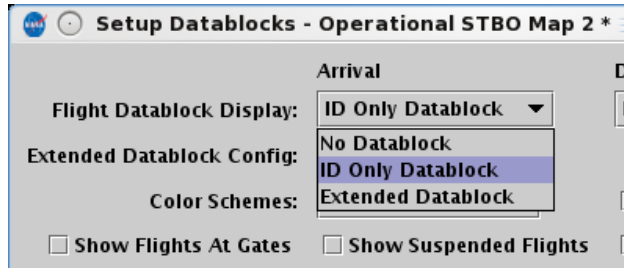 Setup Datablocks - Operational STBO Map 2 *
Arrival
Flight Datablock Display: ID Only Datablock
No Datablock
Extended Datablock Config:
ID Only Datablock
Color Schemes: Extended Datablock
Show Flights At Gates Show Suspended Flights